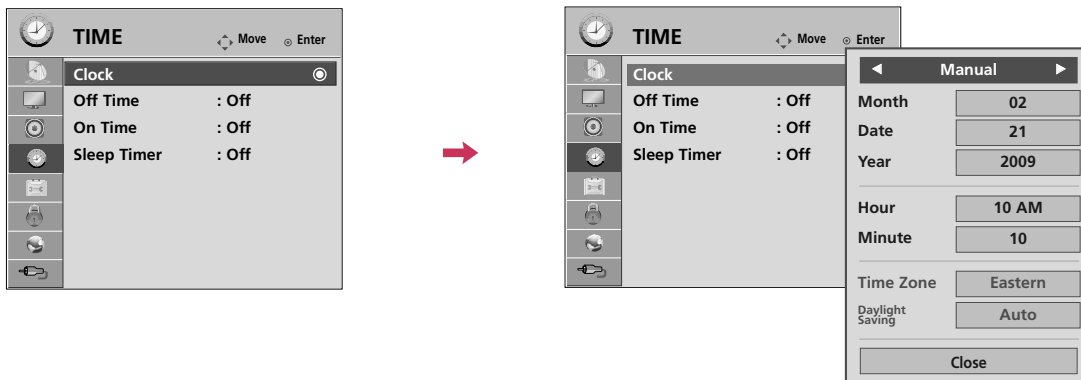 TIME Move Enter
Clock
Off Time : Off
On Time : Off
Sleep Timer : Off
TIME Move Enter
Clock
Off Time : Off
On Time : Off
Sleep Timer : Off
Manual
Month 02
Date 21
Year 2009
Hour 10 AM
Minute 10
Time Zone Eastern
Daylight
Saving Auto
Close